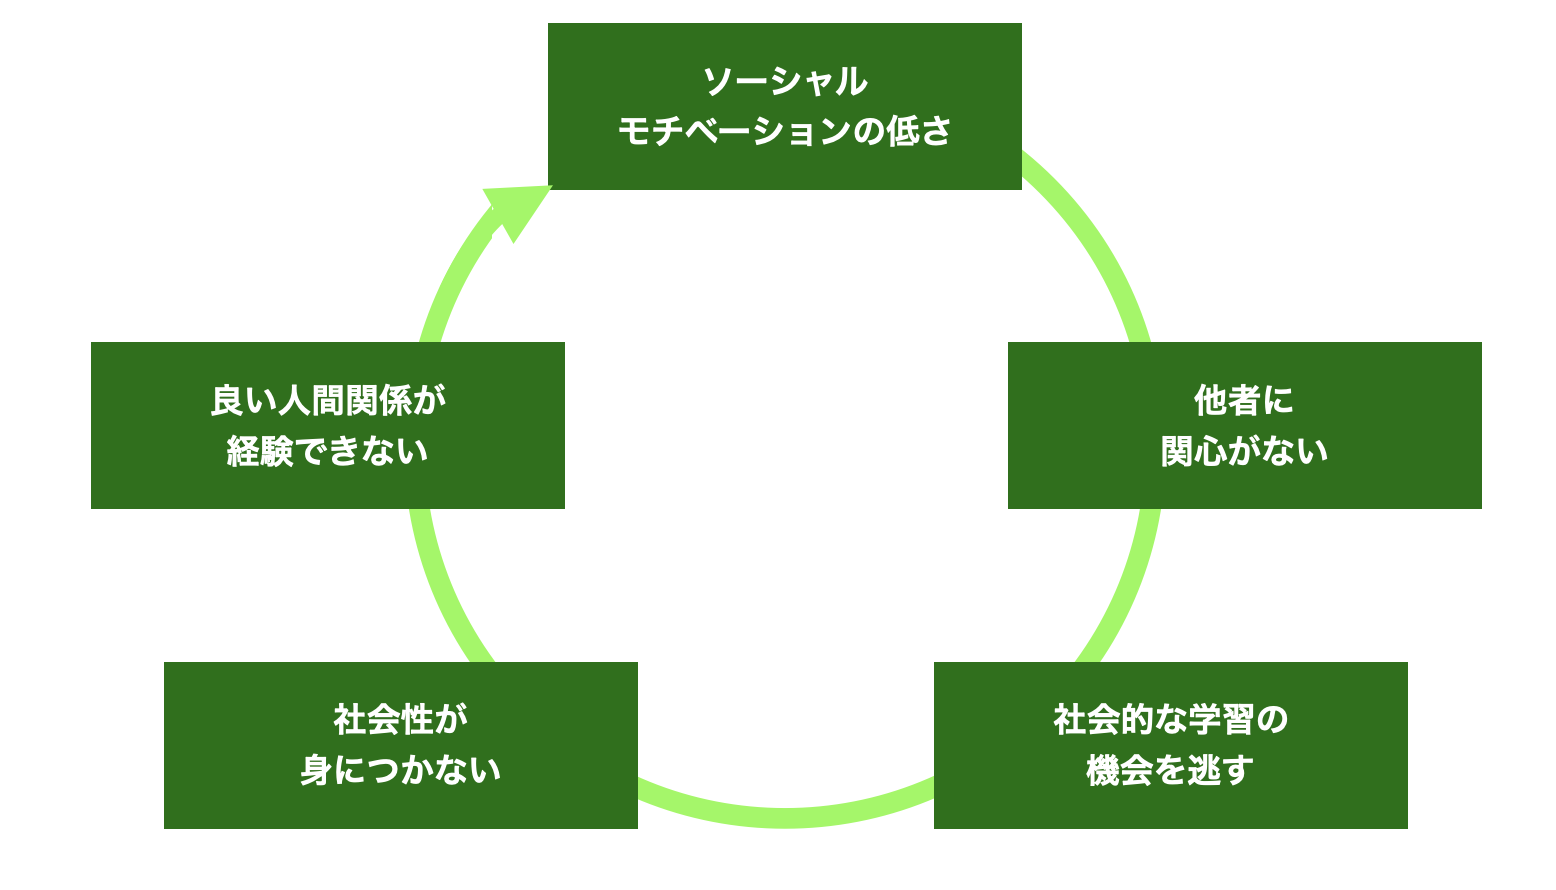 ソーシャル
モチベーションの低さ
他者に
関心がない
社会的な学習の
機会を逃す
社会性が
身につかない
良い人間関係が
経験できない